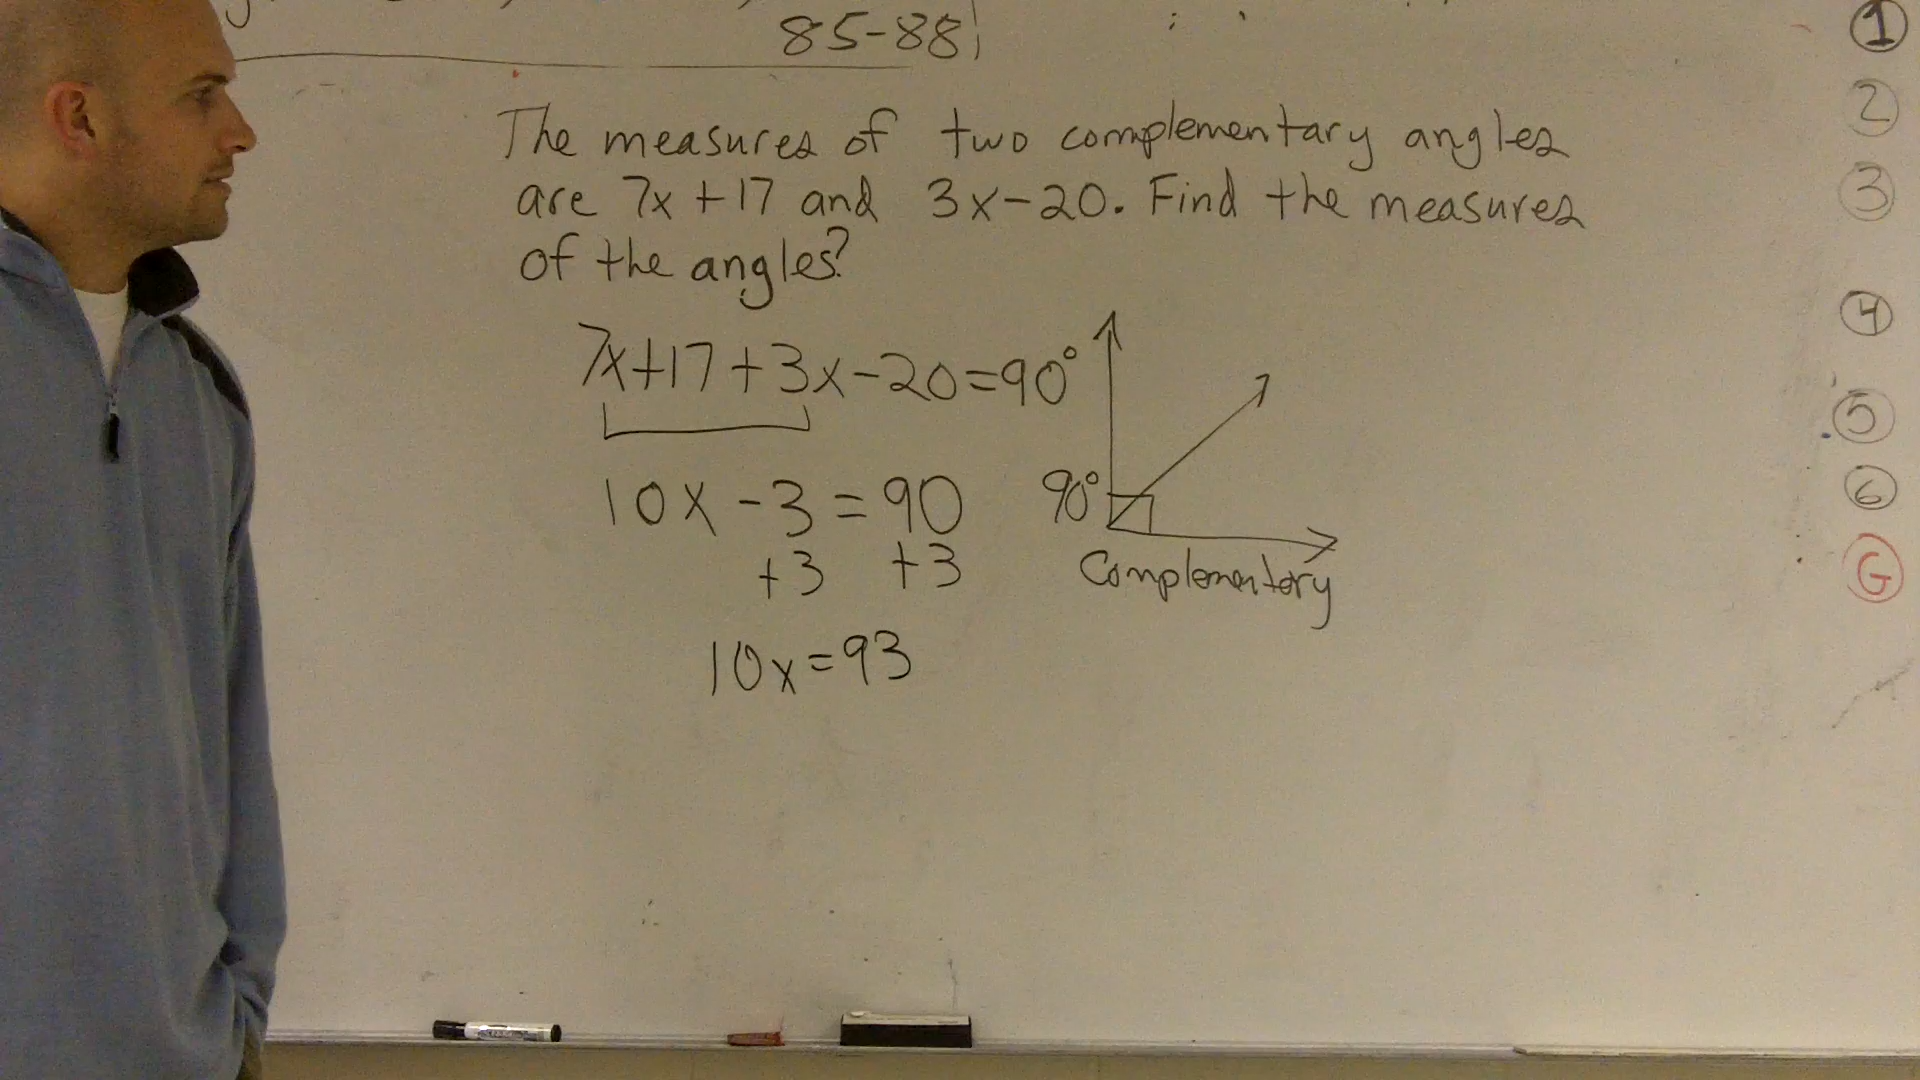 85-88
The measures of two complementary angles
are 7x+17 and 3x-20. Find the measures
of the angles?
7x+17+3x-20=90°
10x-3=90
+3 +3
10x=93
90°
Complementary
1
2
3
4
5
6
G